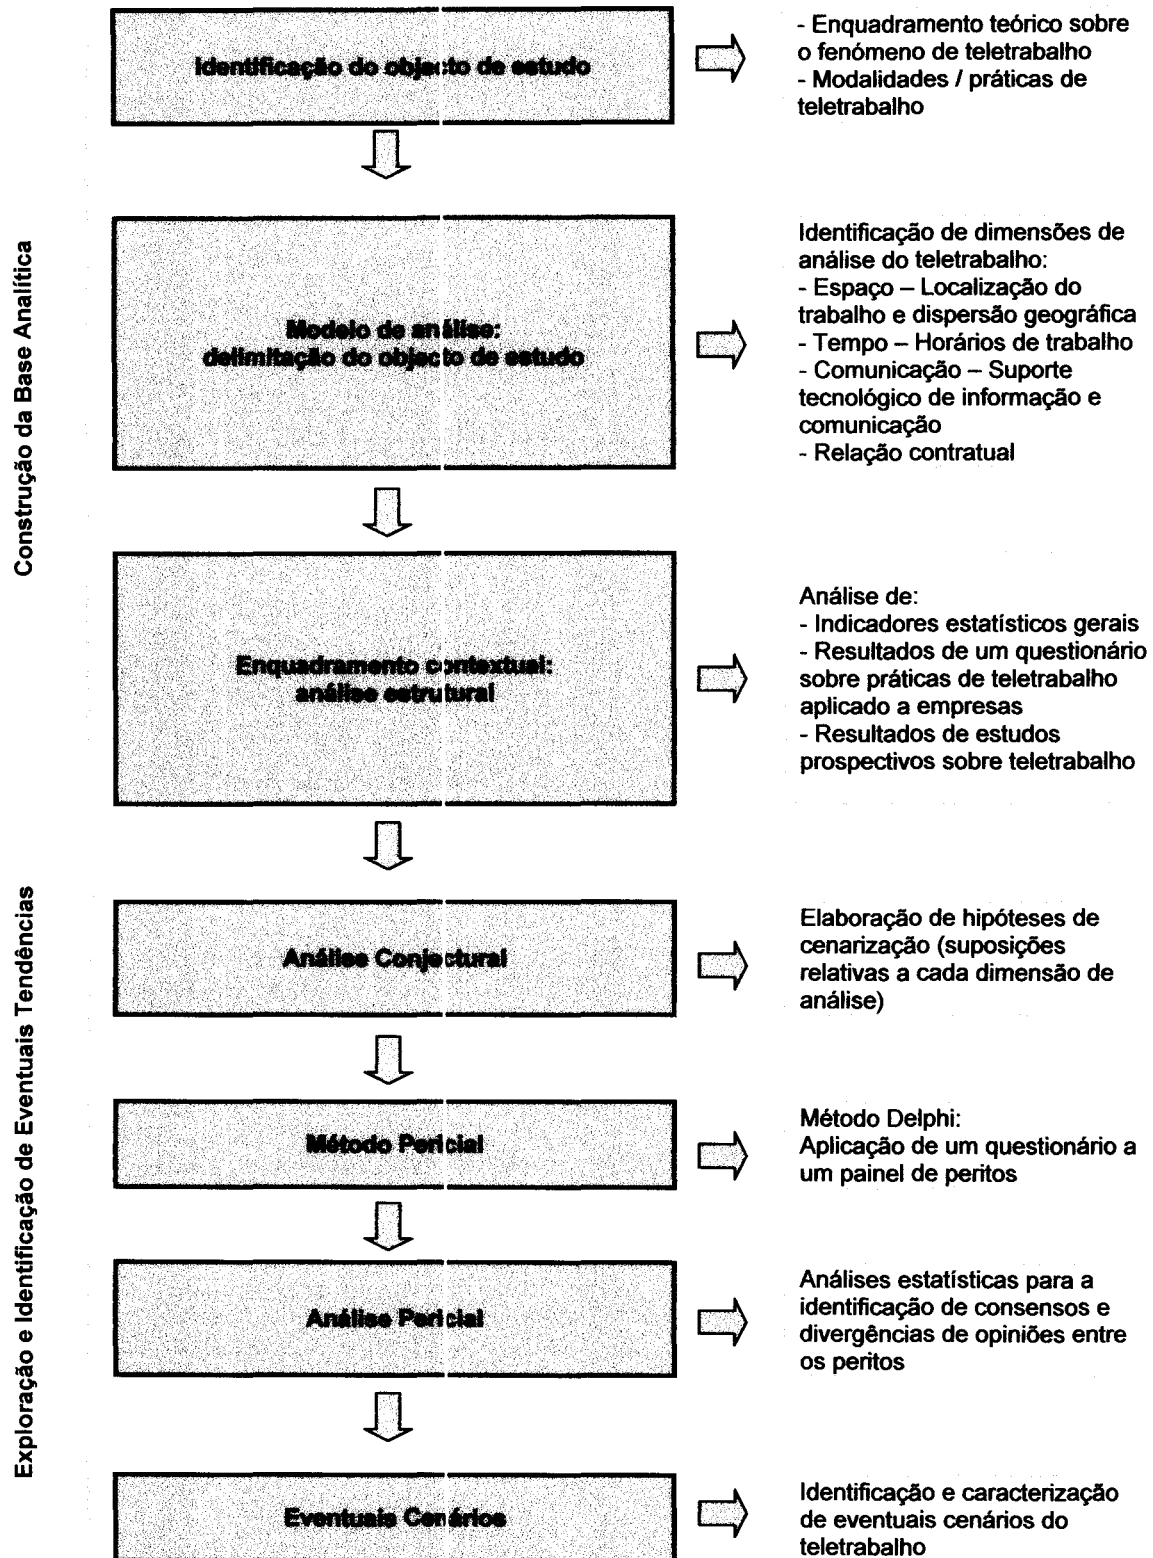 Construção da Base Analítica
Identificação do objecto de estudo
- Enquadramento teórico sobre
o fenómeno de teletrabalho
- Modalidades / práticas de
teletrabalho
Modelo de análise:
delimitação do objecto de estudo
Identificação de dimensões de
análise do teletrabalho:
- Espaço – Localização do
trabalho e dispersão geográfica
- Tempo – Horários de trabalho
- Comunicação – Suporte
tecnológico de informação e
comunicação
- Relação contratual
Enquadramento contextual:
análise estrutural
Análise de:
- Indicadores estatísticos gerais
- Resultados de um questionário
sobre práticas de teletrabalho
aplicado a empresas
- Resultados de estudos
prospectivos sobre teletrabalho
Exploração e Identificação de Eventuais Tendências
Análise Conjectural
Elaboração de hipóteses de
cenarização (suposições
relativas a cada dimensão de
análise)
Método Pericial
Método Delphi:
Aplicação de um questionário a
um painel de peritos
Análise Pericial
Análises estatísticas para a
identificação de consensos e
divergências de opiniões entre
os peritos
Eventuais Cenários
Identificação e caracterização
de eventuais cenários do
teletrabalho